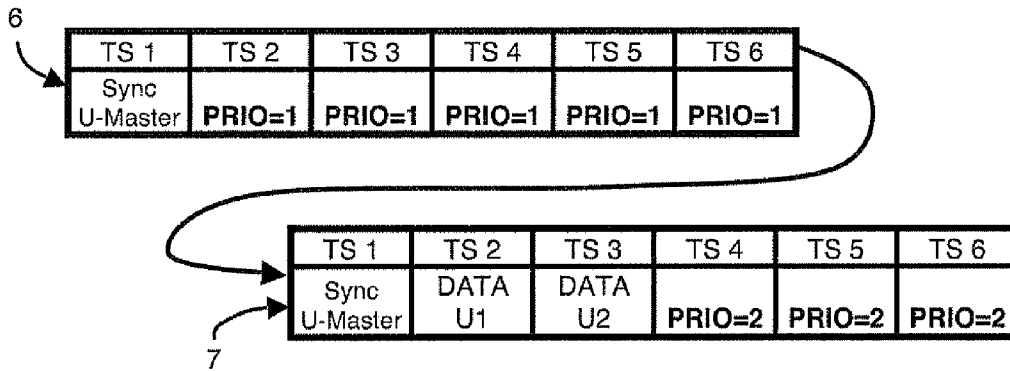 6
TS 1 TS 2 TS 3 TS 4 TS 5 TS 6
Sync
U-Master PRIO=1 PRIO=1 PRIO=1 PRIO=1 PRIO=1
TS 1 TS 2 TS 3 TS 4 TS 5 TS 6
Sync DATA DATA
U-Master U1 U2 PRIO=2 PRIO=2 PRIO=2
7